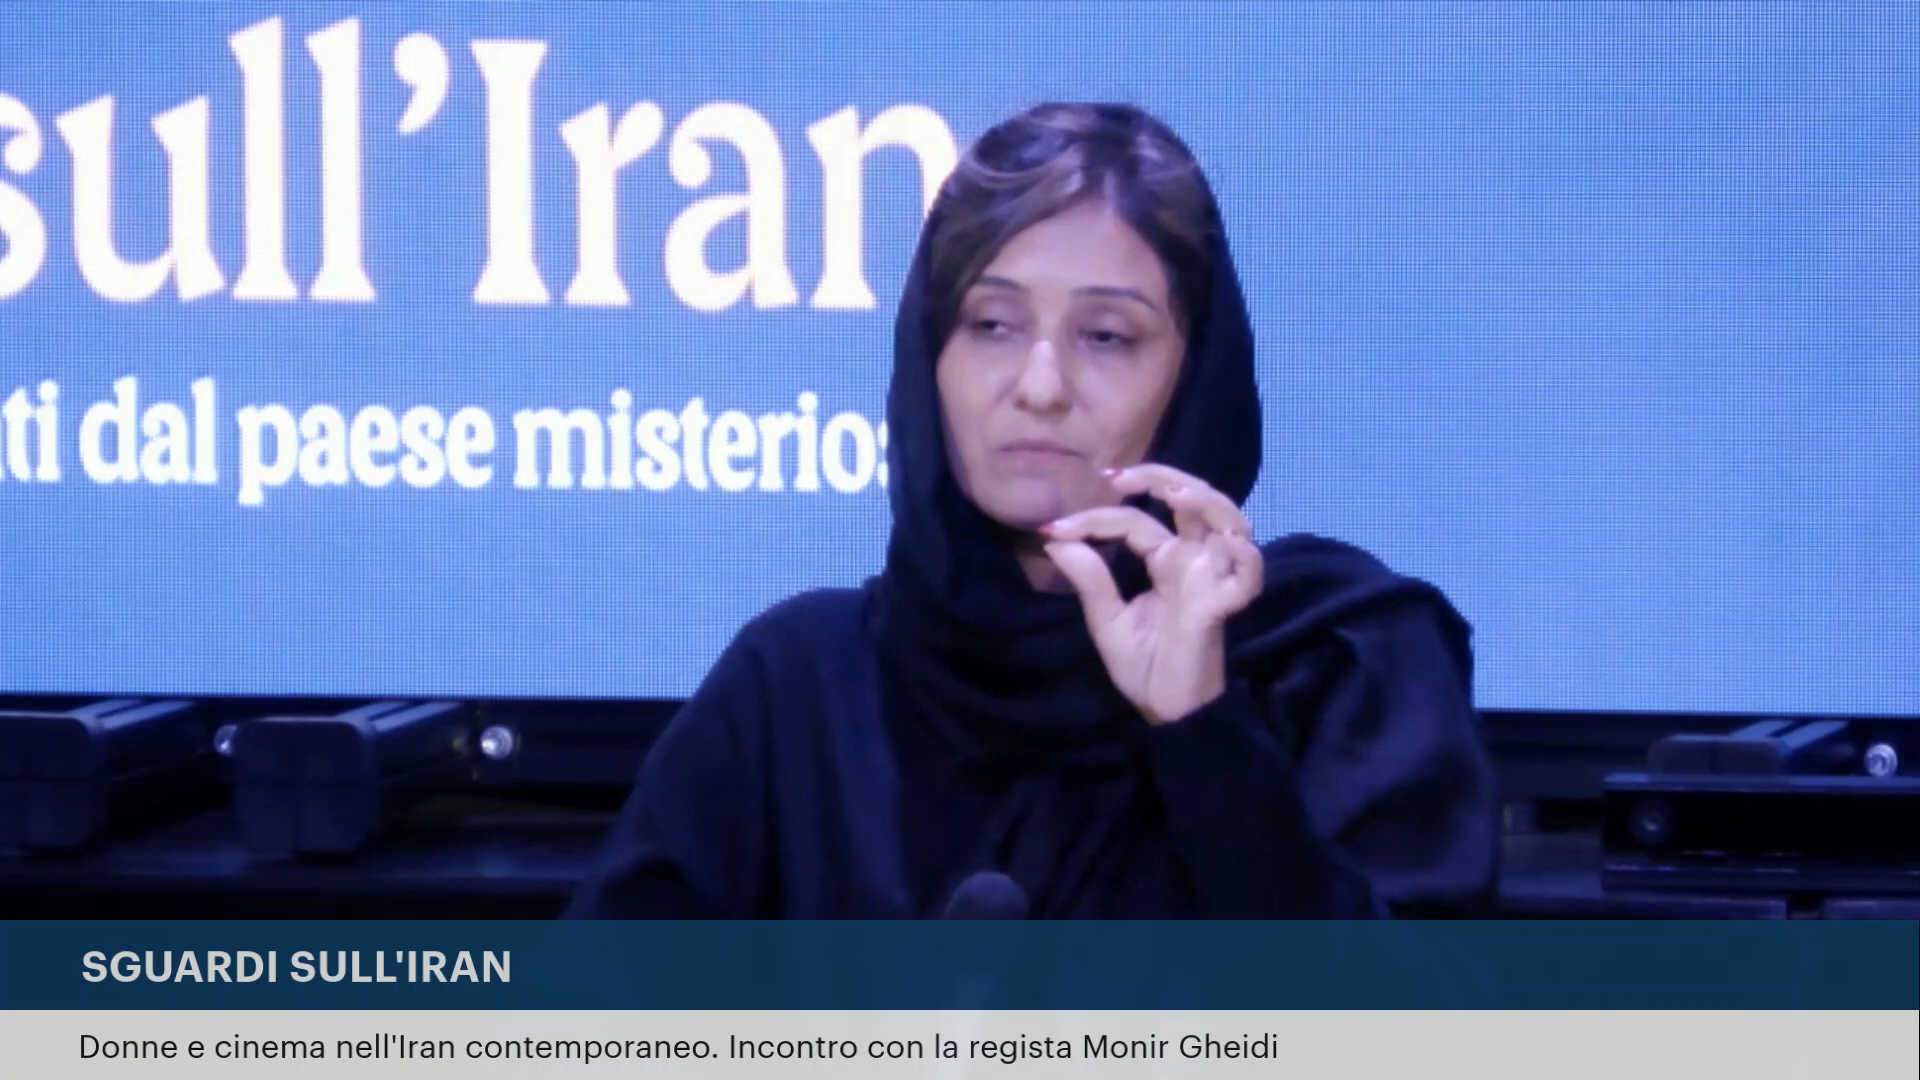 sull'Iran
ti dal paese misterio
SGUARDI SULL'IRAN
Donne e cinema nell'Iran contemporaneo. Incontro con la regista Monir Gheidi